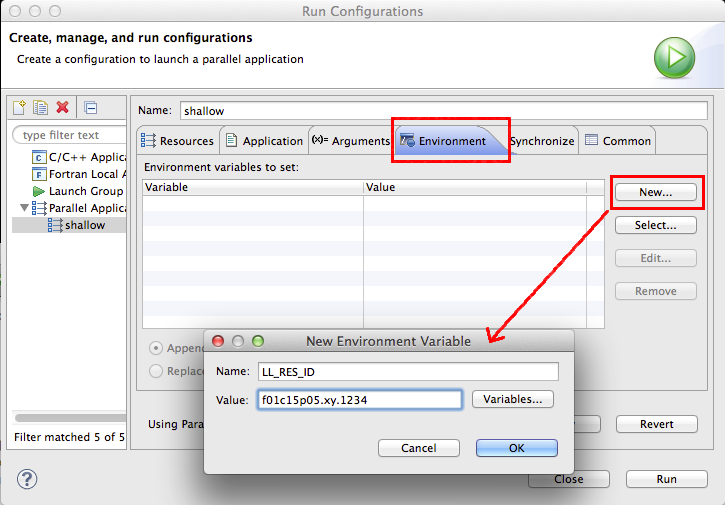 Run Configurations
Create, manage, and run configurations
Create a configuration to launch a parallel application
type filter text
C/C++ Applica
Fortran Local A
Launch Group
Parallel Applic
shallow
Filter matched 5 of 5
Name: shallow
Resources Application (x)= Arguments Environment Synchronize Common
Environment variables to set:
Variable Value
New...
Select...
Edit...
Remove
Append
Replace
New Environment Variable
Name: LL_RES_ID
Value: f01c15p05.xy.1234 Variables...
Cancel OK
Using Para
Revert
? Close Run